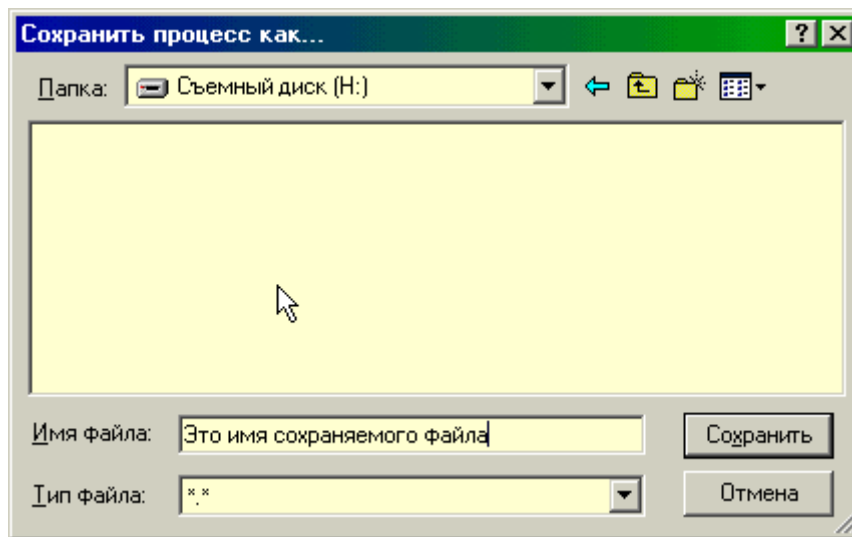 Сохранить процесс как...
Папка: Съемный диск (H:)
Имя файла: Это имя сохраняемого файла Сохранить
Тип файла: *.* Отмена